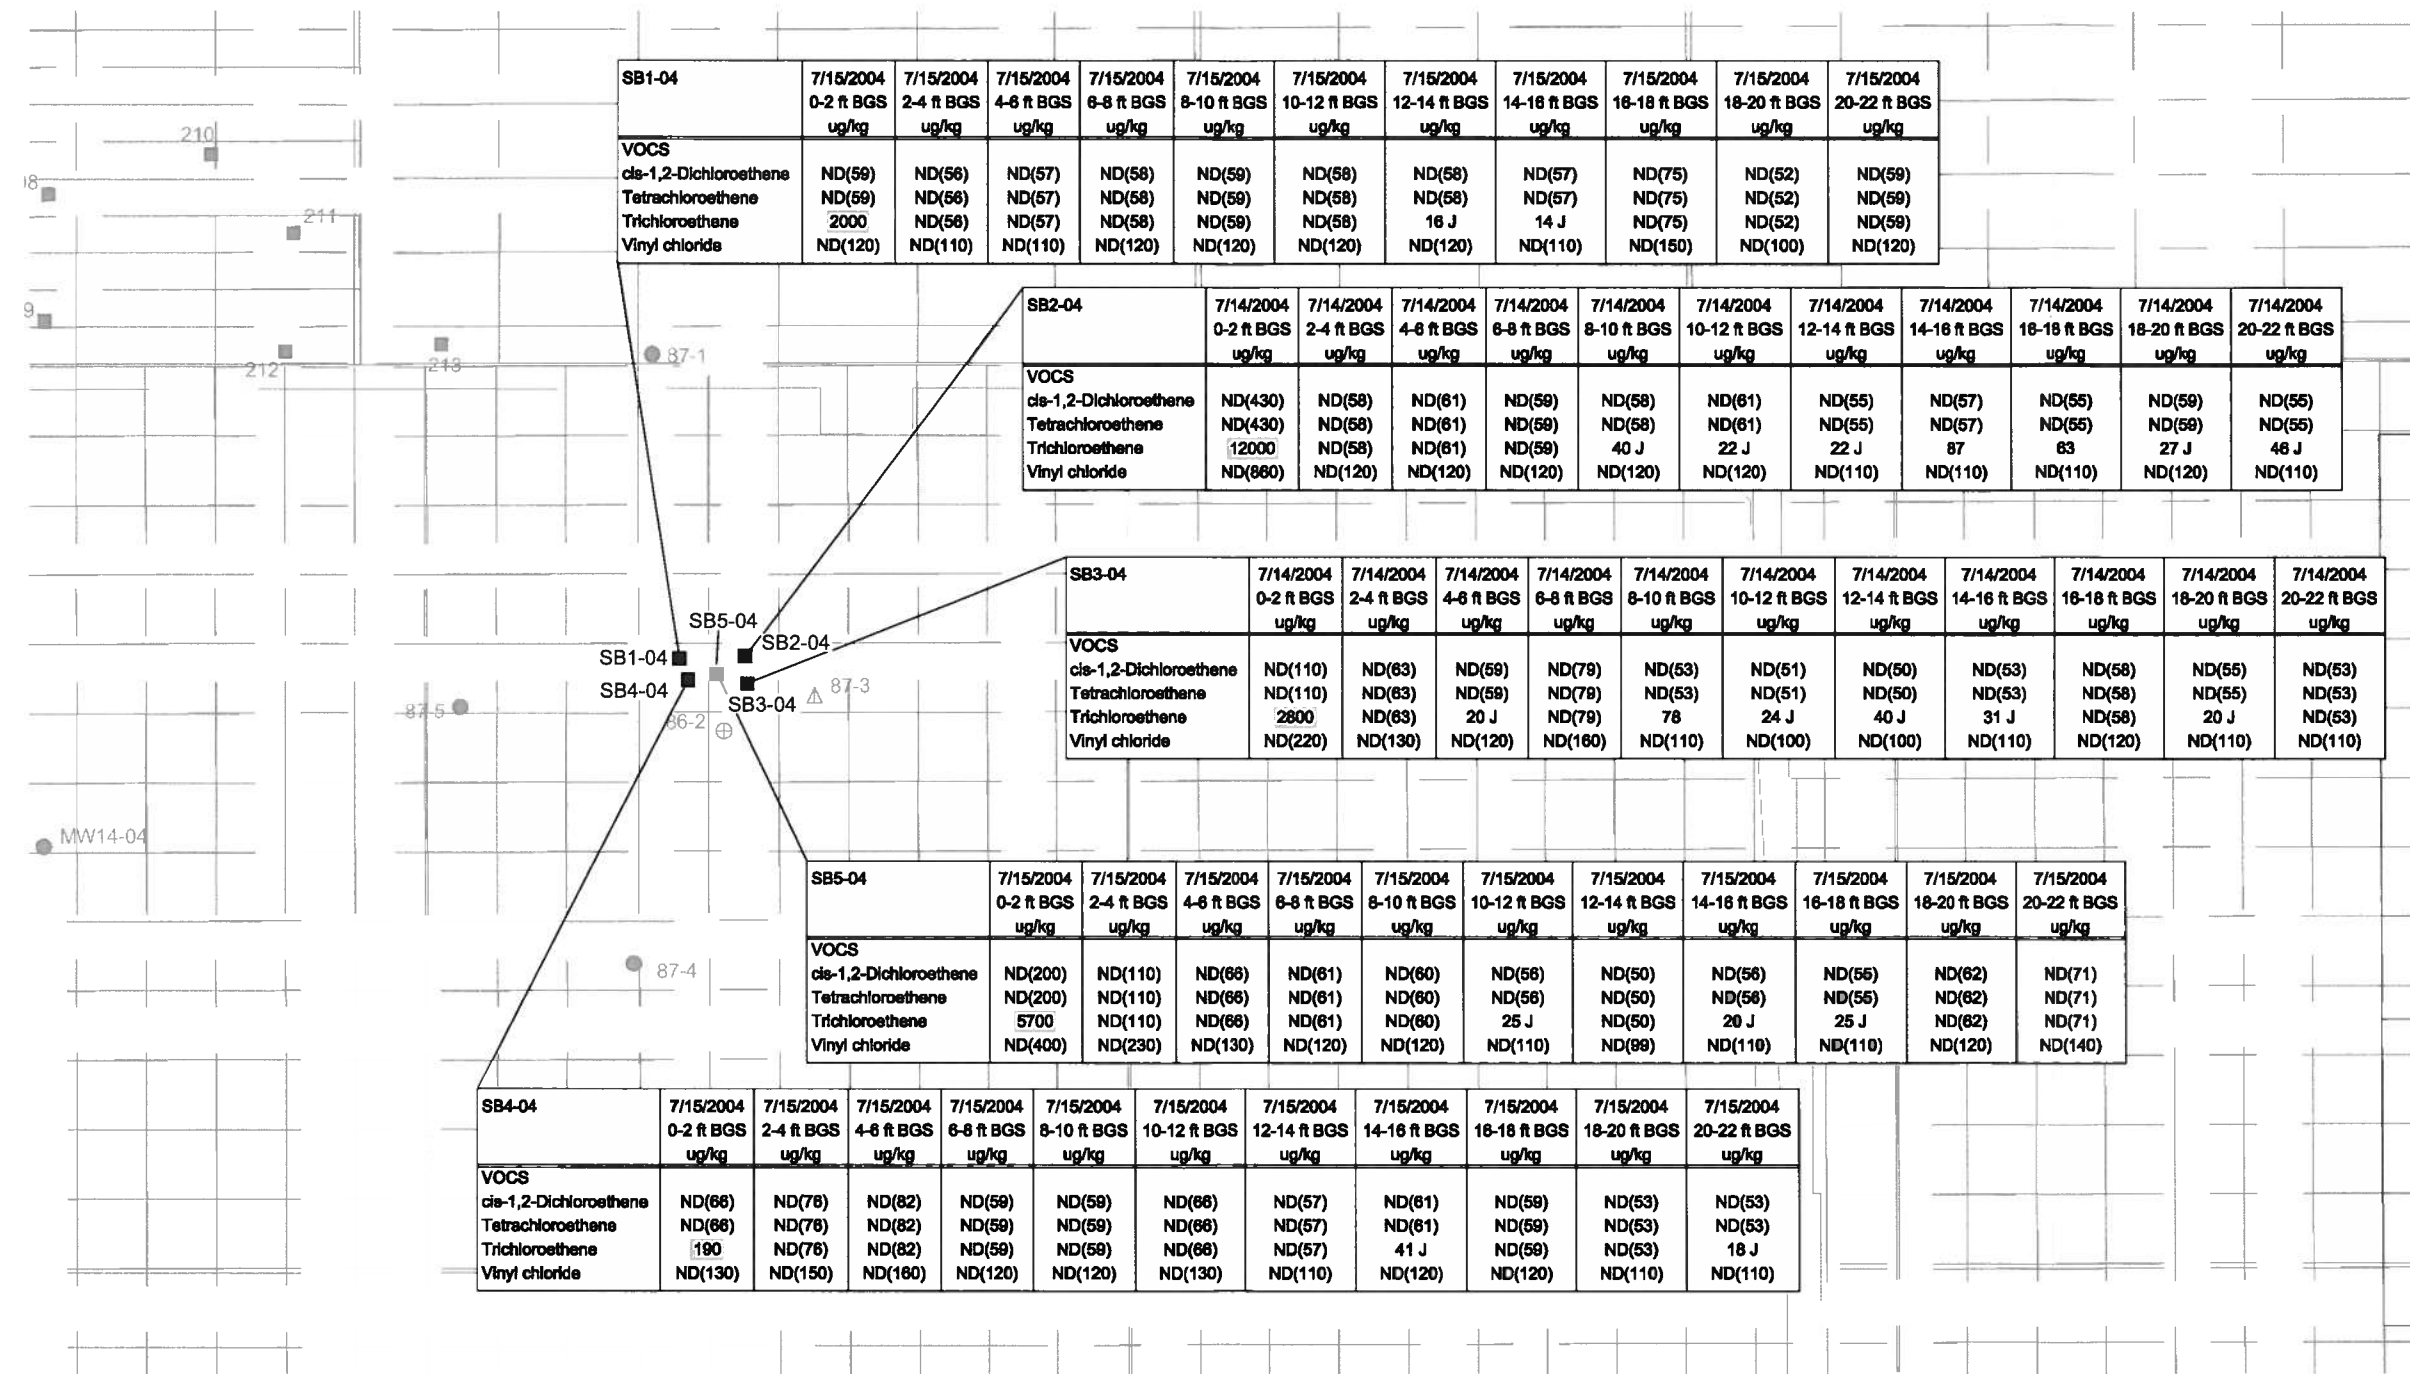 SB1-04 7/15/2004 7/15/2004 7/15/2004 7/15/2004 7/15/2004 7/15/2004 7/15/2004 7/15/2004 7/15/2004 7/15/2004 7/15/2004
0-2 ft BGS 2-4 ft BGS 4-6 ft BGS 6-8 ft BGS 8-10 ft BGS 10-12 ft BGS 12-14 ft BGS 14-16 ft BGS 16-18 ft BGS 18-20 ft BGS 20-22 ft BGS
ug/kg ug/kg ug/kg ug/kg ug/kg ug/kg ug/kg ug/kg ug/kg ug/kg ug/kg
VOCS
cis-1,2-Dichloroethene ND(59) ND(56) ND(57) ND(58) ND(59) ND(58) ND(58) ND(57) ND(75) ND(52) ND(59)
Tetrachloroethene ND(59) ND(56) ND(57) ND(58) ND(59) ND(58) ND(58) ND(57) ND(75) ND(52) ND(59)
Trichloroethene 2000 ND(56) ND(57) ND(58) ND(59) ND(58) 16 J 14 J ND(75) ND(52) ND(59)
Vinyl chloride ND(120) ND(110) ND(110) ND(120) ND(120) ND(120) ND(120) ND(110) ND(150) ND(100) ND(120)
210
211
212
213
87-1
SB2-04 7/14/2004 7/14/2004 7/14/2004 7/14/2004 7/14/2004 7/14/2004 7/14/2004 7/14/2004 7/14/2004 7/14/2004 7/14/2004
0-2 ft BGS 2-4 ft BGS 4-6 ft BGS 6-8 ft BGS 8-10 ft BGS 10-12 ft BGS 12-14 ft BGS 14-16 ft BGS 16-18 ft BGS 18-20 ft BGS 20-22 ft BGS
ug/kg ug/kg ug/kg ug/kg ug/kg ug/kg ug/kg ug/kg ug/kg ug/kg ug/kg
VOCS
cis-1,2-Dichloroethene ND(430) ND(58) ND(61) ND(59) ND(58) ND(61) ND(55) ND(57) ND(55) ND(59) ND(55)
Tetrachloroethene ND(430) ND(58) ND(61) ND(59) ND(58) ND(61) ND(55) ND(57) ND(55) ND(59) ND(55)
Trichloroethene 12000 ND(58) ND(61) ND(59) 40 J 22 J 22 J 87 63 27 J 46 J
Vinyl chloride ND(860) ND(120) ND(120) ND(120) ND(120) ND(120) ND(110) ND(110) ND(110) ND(120) ND(110)
SB3-04 7/14/2004 7/14/2004 7/14/2004 7/14/2004 7/14/2004 7/14/2004 7/14/2004 7/14/2004 7/14/2004 7/14/2004 7/14/2004
0-2 ft BGS 2-4 ft BGS 4-6 ft BGS 6-8 ft BGS 8-10 ft BGS 10-12 ft BGS 12-14 ft BGS 14-16 ft BGS 16-18 ft BGS 18-20 ft BGS 20-22 ft BGS
ug/kg ug/kg ug/kg ug/kg ug/kg ug/kg ug/kg ug/kg ug/kg ug/kg ug/kg
VOCS
cis-1,2-Dichloroethene ND(110) ND(63) ND(59) ND(79) ND(53) ND(51) ND(50) ND(53) ND(58) ND(55) ND(53)
Tetrachloroethene ND(110) ND(63) ND(59) ND(79) ND(53) ND(51) ND(50) ND(53) ND(58) ND(55) ND(53)
Trichloroethene 2800 ND(63) 20 J ND(79) 78 24 J 40 J 31 J ND(58) 20 J ND(53)
Vinyl chloride ND(220) ND(130) ND(120) ND(160) ND(110) ND(100) ND(100) ND(110) ND(120) ND(110) ND(110)
SB5-04
SB2-04
SB1-04
SB4-04
87-3
SB3-04
87-5
86-2
MW14-04
87-4
SB5-04 7/15/2004 7/15/2004 7/15/2004 7/15/2004 7/15/2004 7/15/2004 7/15/2004 7/15/2004 7/15/2004 7/15/2004 7/15/2004
0-2 ft BGS 2-4 ft BGS 4-6 ft BGS 6-8 ft BGS 8-10 ft BGS 10-12 ft BGS 12-14 ft BGS 14-16 ft BGS 16-18 ft BGS 18-20 ft BGS 20-22 ft BGS
ug/kg ug/kg ug/kg ug/kg ug/kg ug/kg ug/kg ug/kg ug/kg ug/kg ug/kg
VOCS
cis-1,2-Dichloroethene ND(200) ND(110) ND(66) ND(61) ND(60) ND(56) ND(50) ND(56) ND(55) ND(62) ND(71)
Tetrachloroethene ND(200) ND(110) ND(66) ND(61) ND(60) ND(56) ND(50) ND(56) ND(55) ND(62) ND(71)
Trichloroethene 5700 ND(110) ND(66) ND(61) ND(60) 25 J ND(50) 20 J 25 J ND(62) ND(71)
Vinyl chloride ND(400) ND(230) ND(130) ND(120) ND(120) ND(110) ND(99) ND(110) ND(110) ND(120) ND(140)
SB4-04 7/15/2004 7/15/2004 7/15/2004 7/15/2004 7/15/2004 7/15/2004 7/15/2004 7/15/2004 7/15/2004 7/15/2004 7/15/2004
0-2 ft BGS 2-4 ft BGS 4-6 ft BGS 6-8 ft BGS 8-10 ft BGS 10-12 ft BGS 12-14 ft BGS 14-16 ft BGS 16-18 ft BGS 18-20 ft BGS 20-22 ft BGS
ug/kg ug/kg ug/kg ug/kg ug/kg ug/kg ug/kg ug/kg ug/kg ug/kg ug/kg
VOCS
cis-1,2-Dichloroethene ND(66) ND(76) ND(82) ND(59) ND(59) ND(66) ND(57) ND(61) ND(59) ND(53) ND(53)
Tetrachloroethene ND(66) ND(76) ND(82) ND(59) ND(59) ND(66) ND(57) ND(61) ND(59) ND(53) ND(53)
Trichloroethene 190 ND(76) ND(82) ND(59) ND(59) ND(66) ND(57) 41 J ND(59) ND(53) 18 J
Vinyl chloride ND(130) ND(150) ND(160) ND(120) ND(120) ND(130) ND(110) ND(120) ND(120) ND(110) ND(110)